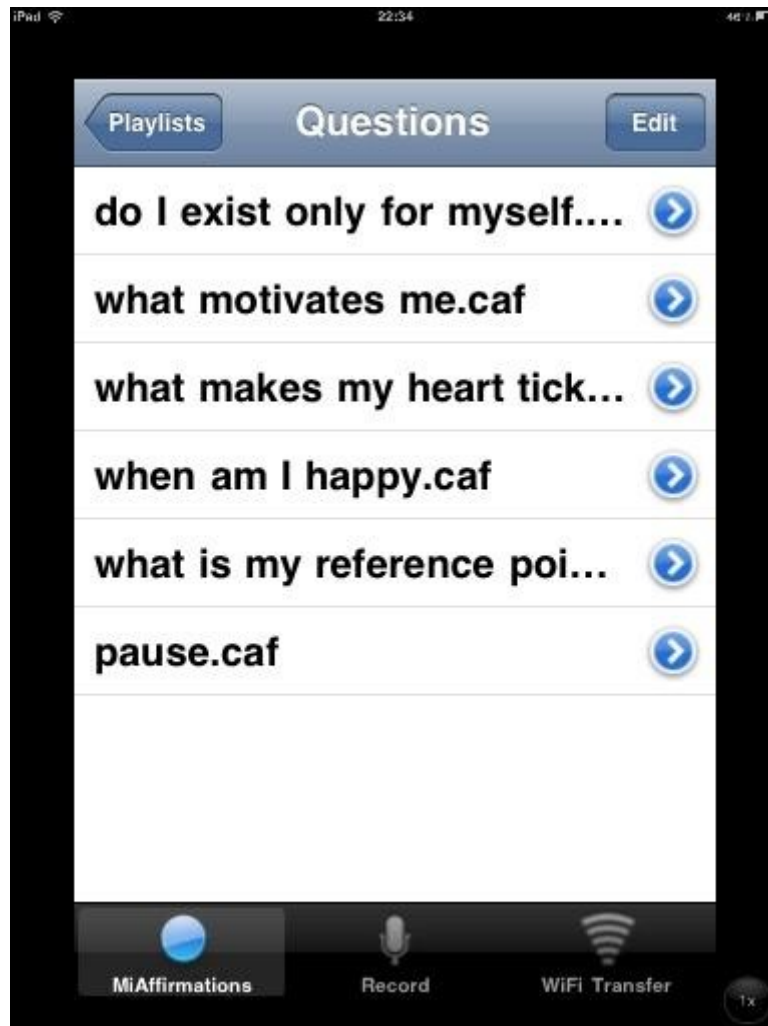 iPad 22:34 46%
Playlists Questions Edit
do I exist only for myself....
what motivates me.caf
what makes my heart tick...
when am I happy.caf
what is my reference poi...
pause.caf
MiAffirmations Record WiFi Transfer
1x